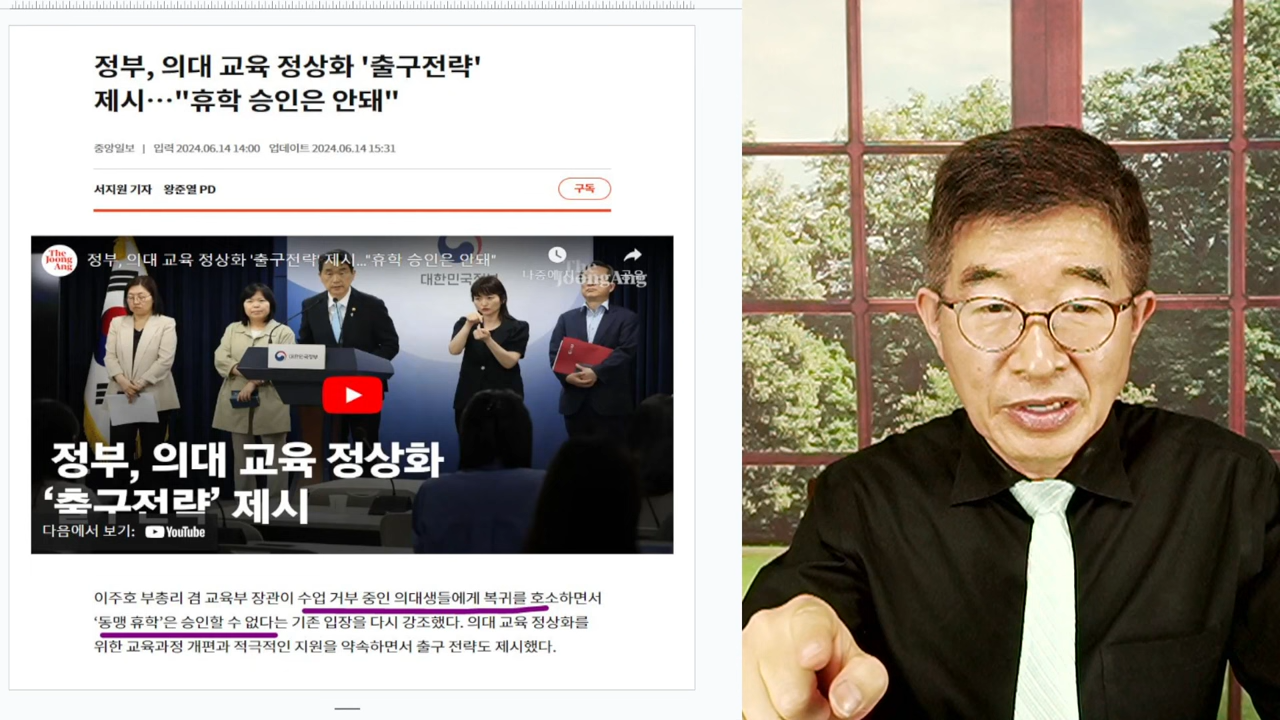 정부, 의대 교육 정상화 '출구전략'
제시…"휴학 승인은 안돼"
중앙일보 | 입력 2024.06.14 14:00 업데이트 2024.06.14 15:31
서지원 기자 왕준열 PD
구독
The JoongAng
정부, 의대 교육 정상화 '출구전략' 제시..."휴학 승인은 안돼"
대한민국정부
JoongAng
대한민국정부
정부, 의대 교육 정상화
'출구전략' 제시
다음에서 보기: YouTube
이주호 부총리 겸 교육부 장관이 수업 거부 중인 의대생들에게 복귀를 호소하면서
'동맹 휴학'은 승인할 수 없다는 기존 입장을 다시 강조했다. 의대 교육 정상화를
위한 교육과정 개편과 적극적인 지원을 약속하면서 출구 전략도 제시했다.